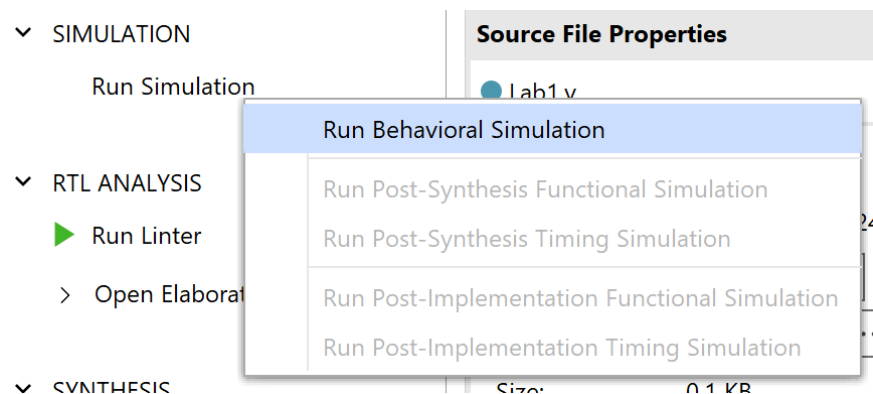 SIMULATION
Source File Properties
Run Simulation
Lab1.v
Run Behavioral Simulation
RTL ANALYSIS
Run Post-Synthesis Functional Simulation
Run Linter
Run Post-Synthesis Timing Simulation
Run Post-Implementation Functional Simulation
Run Post-Implementation Timing Simulation
SYNTHESIS
Size: 0.1 KB